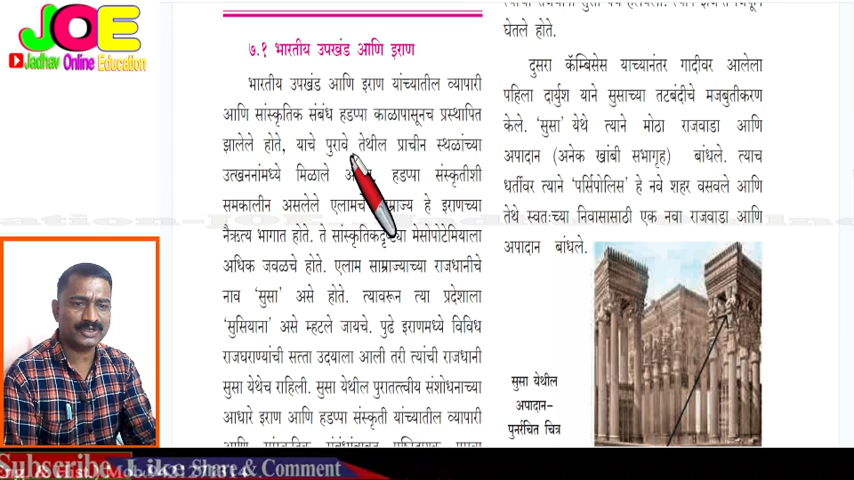 JOE
Jadhav Online Education
७.१ भारतीय उपखंड आणि इराण
भारतीय उपखंड आणि इराण यांच्यातील व्यापारी
आणि सांस्कृतिक संबंध हडप्पा काळापासूनच प्रस्थापित
झालेले होते, याचे पुरावे तेथील प्राचीन स्थळांच्या
उत्खननांमध्ये मिळाले हडप्पा संस्कृतीशी
समकालीन असलेले एलामचे साम्राज्य हे इराणच्या
नैऋत्य भागात होते. ते सांस्कृतिकदृष्ट्या मेसोपोटेमियाला
अधिक जवळचे होते. एलाम साम्राज्याच्या राजधानीचे
नाव ‘सुसा’ असे होते. त्यावरून त्या प्रदेशाला
‘सुसियाना’ असे म्हटले जायचे. पुढे इराणमध्ये विविध
राजघराण्यांची सत्ता उदयाला आली तरी त्यांची राजधानी
सुसा येथेच राहिली. सुसा येथील पुरातत्त्वीय संशोधनाच्या
आधारे इराण आणि हडप्पा संस्कृती यांच्यातील व्यापारी
घेतले होते.
दुसरा कॅम्बिसेस याच्यानंतर गादीवर आलेला
पहिला दार्युश याने सुसाच्या तटबंदीचे मजबुतीकरण
केले. ‘सुसा’ येथे त्याने मोठा राजवाडा आणि
अपादान (अनेक खांबी सभागृह) बांधले. त्याच
धर्तीवर त्याने ‘पर्सिपोलिस’ हे नवे शहर वसवले आणि
तेथे स्वतःच्या निवासासाठी एक नवा राजवाडा आणि
अपादान बांधले.
सुसा येथील
अपादान-
पुनर्रचित चित्र
Subscribe Like Share & Comment